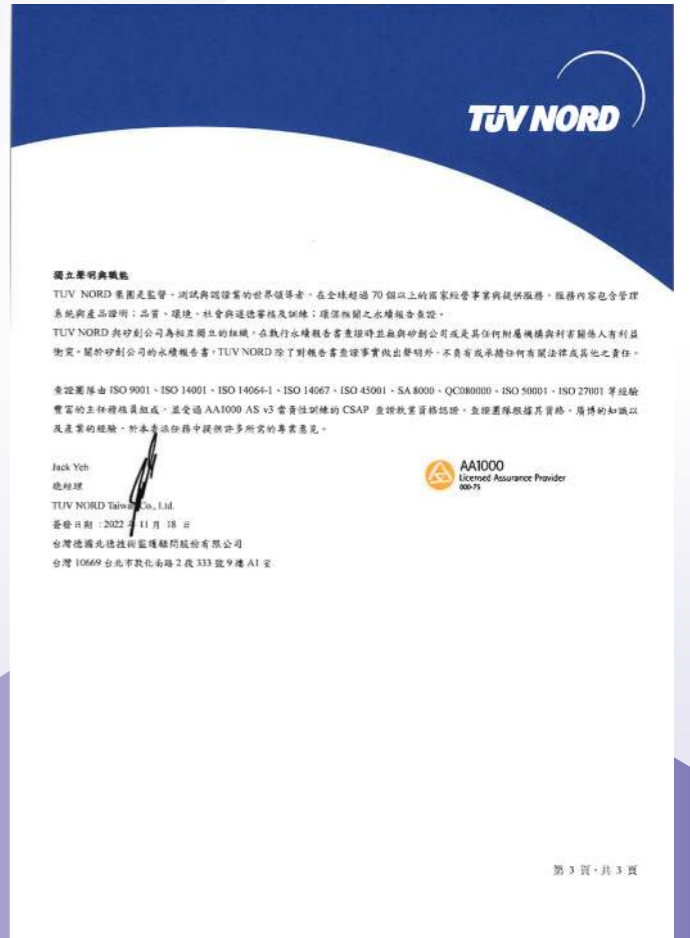 TÜV NORD
獨立聲明與職能
TUV NORD 集團是監督、測試與認證業的世界領導者，在全球超過 70 個以上的國家經營事業與提供服務，服務內容包含管理
系統與產品證明；品質、環境、社會與道德審核及訓練；環保相關之永續報告查證。
TUV NORD 與矽創公司為相互獨立的組織，在執行永續報告書查證時並無與矽創公司或是其任何附屬機構與利害關係人有利益
衝突。關於矽創公司的永續報告書，TUV NORD 除了對報告書查證事實做出聲明外，不負有或承擔任何有關法律或其他之責任。
查證團隊由 ISO 9001、ISO 14001、ISO 14064-1、ISO 14067、ISO 45001、SA 8000、QC080000、ISO 50001、ISO 27001 等經驗
豐富的主任稽核員組成，並受過 AA1000 AS v3 當責性訓練的 CSAP 查證執業資格認證。查證團隊根據其資格、廣博的知識以
及產業的經驗，於本委派任務中提供許多所需的專業意見。
Jack Yeh
總經理
TUV NORD Taiwan Co., Ltd.
簽發日期：2022 年 11 月 18 日
台灣德國北德技術監護顧問股份有限公司
台灣 10669 台北市敦化南路 2 段 333 號 9 樓 A1 室
AA1000
Licensed Assurance Provider
000-75
第 3 頁，共 3 頁